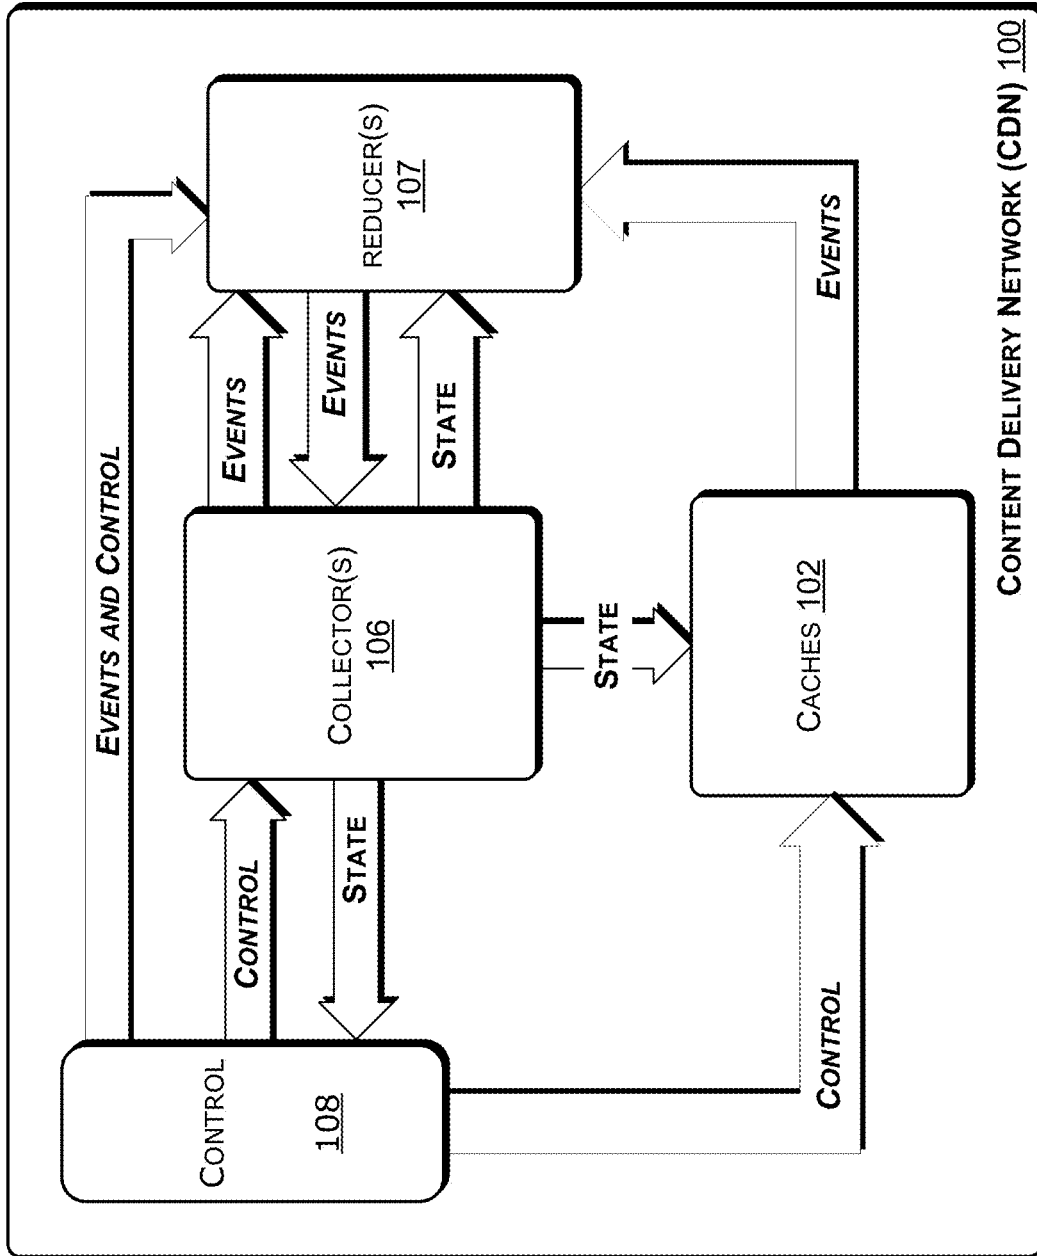 EVENTS AND CONTROL
CONTROL
108
CONTROL
STATE
COLLECTOR(S)
106
EVENTS
EVENTS
STATE
REDUCER(S)
107
STATE
CONTROL
CACHES 102
EVENTS
CONTENT DELIVERY NETWORK (CDN) 100